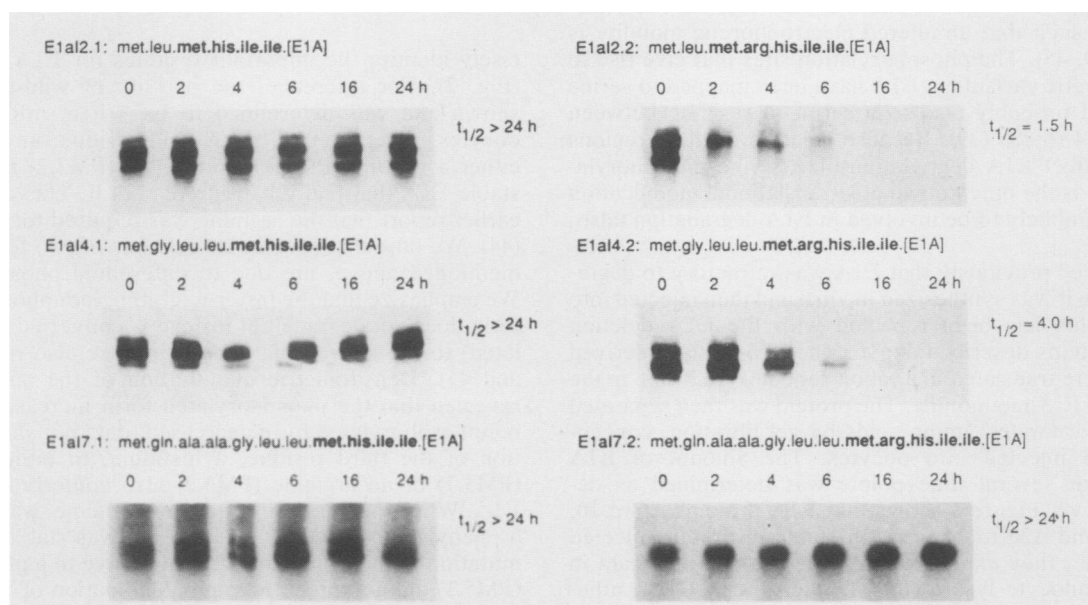 E1aI2.1: met.leu.met.his.ile.ile.[E1A]
0 2 4 6 16 24 h
t1/2 > 24 h
E1aI2.2: met.leu.met.arg.his.ile.ile.[E1A]
0 2 4 6 16 24 h
t1/2 = 1.5 h
E1aI4.1: met.gly.leu.leu.met.his.ile.ile.[E1A]
0 2 4 6 16 24 h
t1/2 > 24 h
E1aI4.2: met.gly.leu.leu.met.arg.his.ile.ile.[E1A]
0 2 4 6 16 24 h
t1/2 = 4.0 h
E1aI7.1: met.gln.ala.ala.gly.leu.leu.met.his.ile.ile.[E1A]
0 2 4 6 16 24 h
t1/2 > 24 h
E1aI7.2: met.gln.ala.ala.gly.leu.leu.met.arg.his.ile.ile.[E1A]
0 2 4 6 16 24 h
t1/2 > 24 h